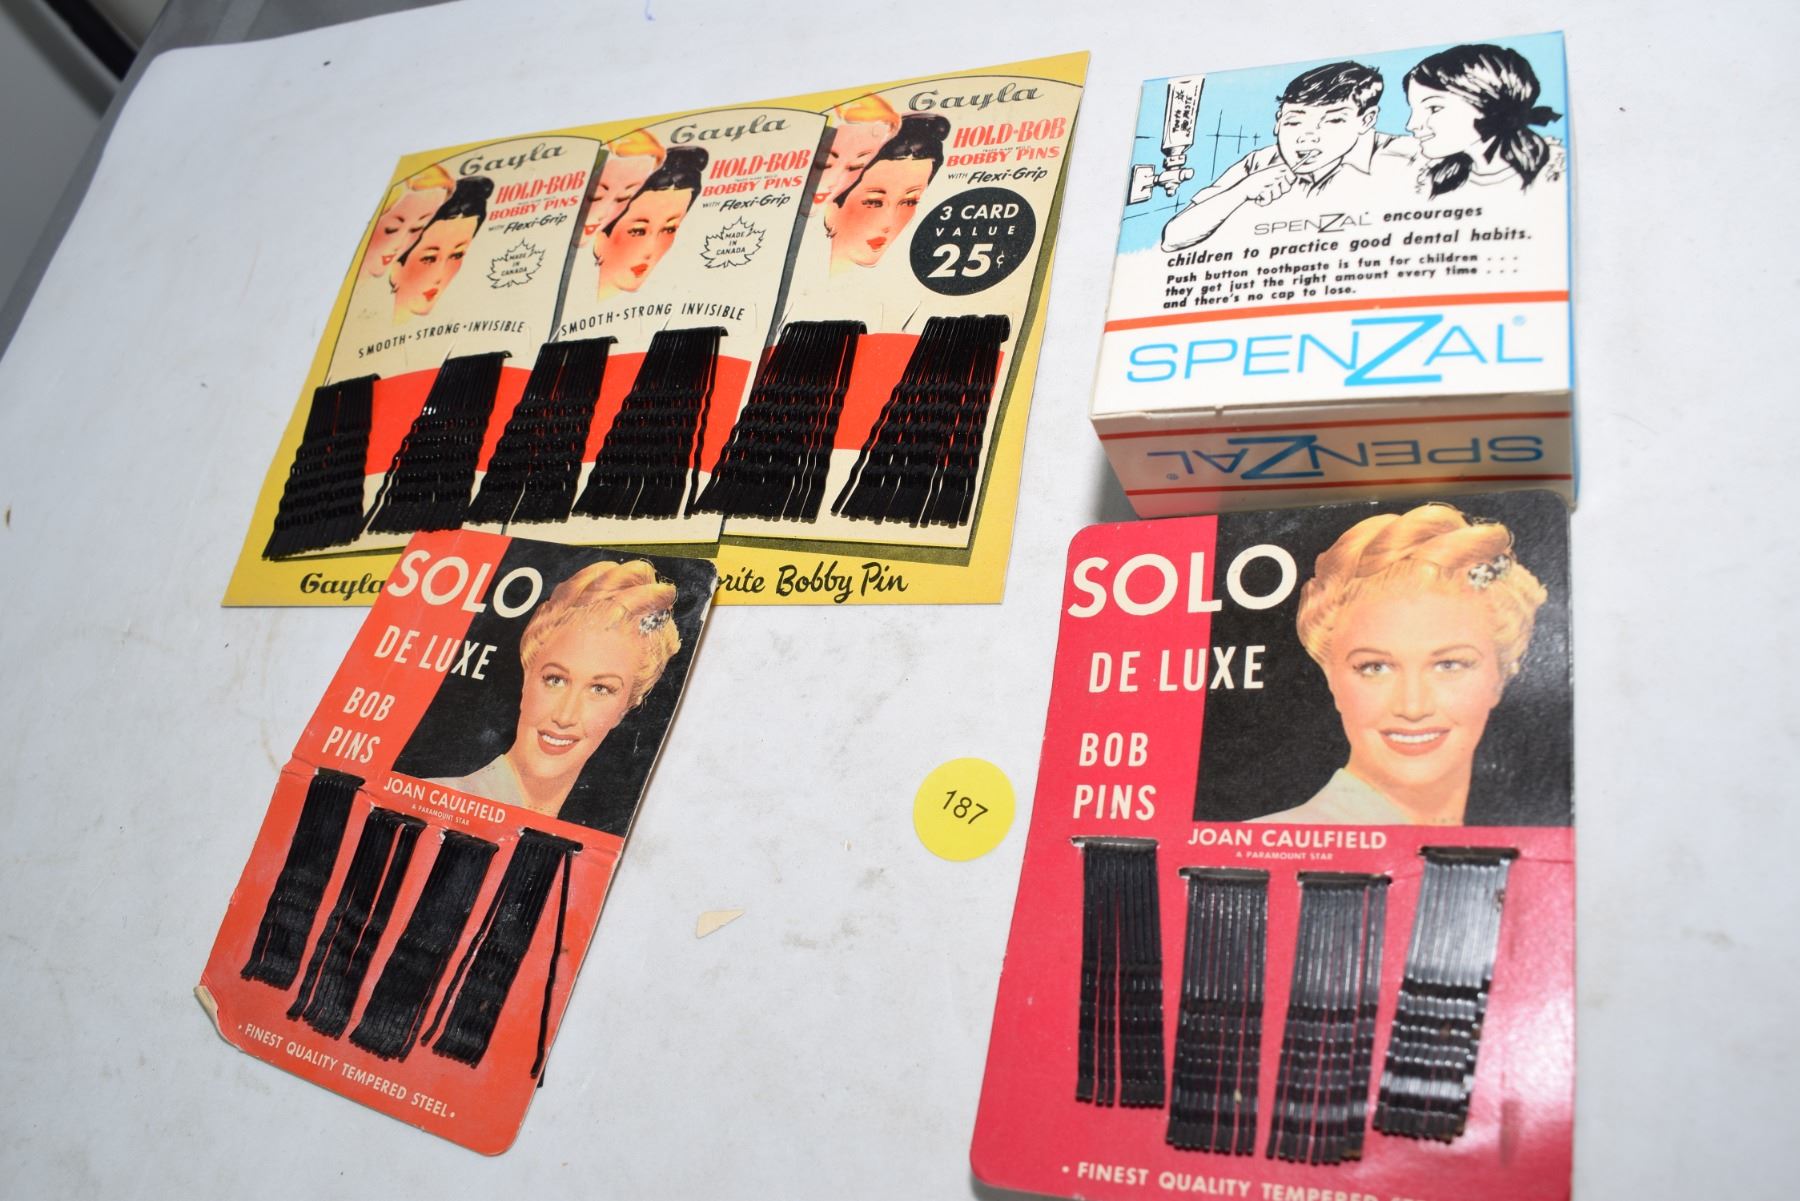 Gayla
HOLD-BOB
BOBBY PINS
WITH Flexi-Grip
MADE
IN
CANADA
SMOOTH • STRONG • INVISIBLE
Gayla
HOLD-BOB
BOBBY PINS
WITH Flexi-Grip
MADE
IN
CANADA
SMOOTH • STRONG INVISIBLE
Gayla
HOLD-BOB
BOBBY PINS
WITH Flexi-Grip
3 CARD
VALUE
25¢
Gayla
Bobby Pin
Tooth
PASTE
SPENZAL encourages
children to practice good dental habits.
Push button toothpaste is fun for children . . .
they get just the right amount every time . . .
and there's no cap to lose.
SPENZAL®
SPENZAL®
SOLO
DE LUXE
BOB
PINS
JOAN CAULFIELD
A PARAMOUNT STAR
• FINEST QUALITY TEMPERED STEEL •
187
SOLO
DE LUXE
BOB
PINS
JOAN CAULFIELD
A PARAMOUNT STAR
• FINEST QUALITY TEMPERED